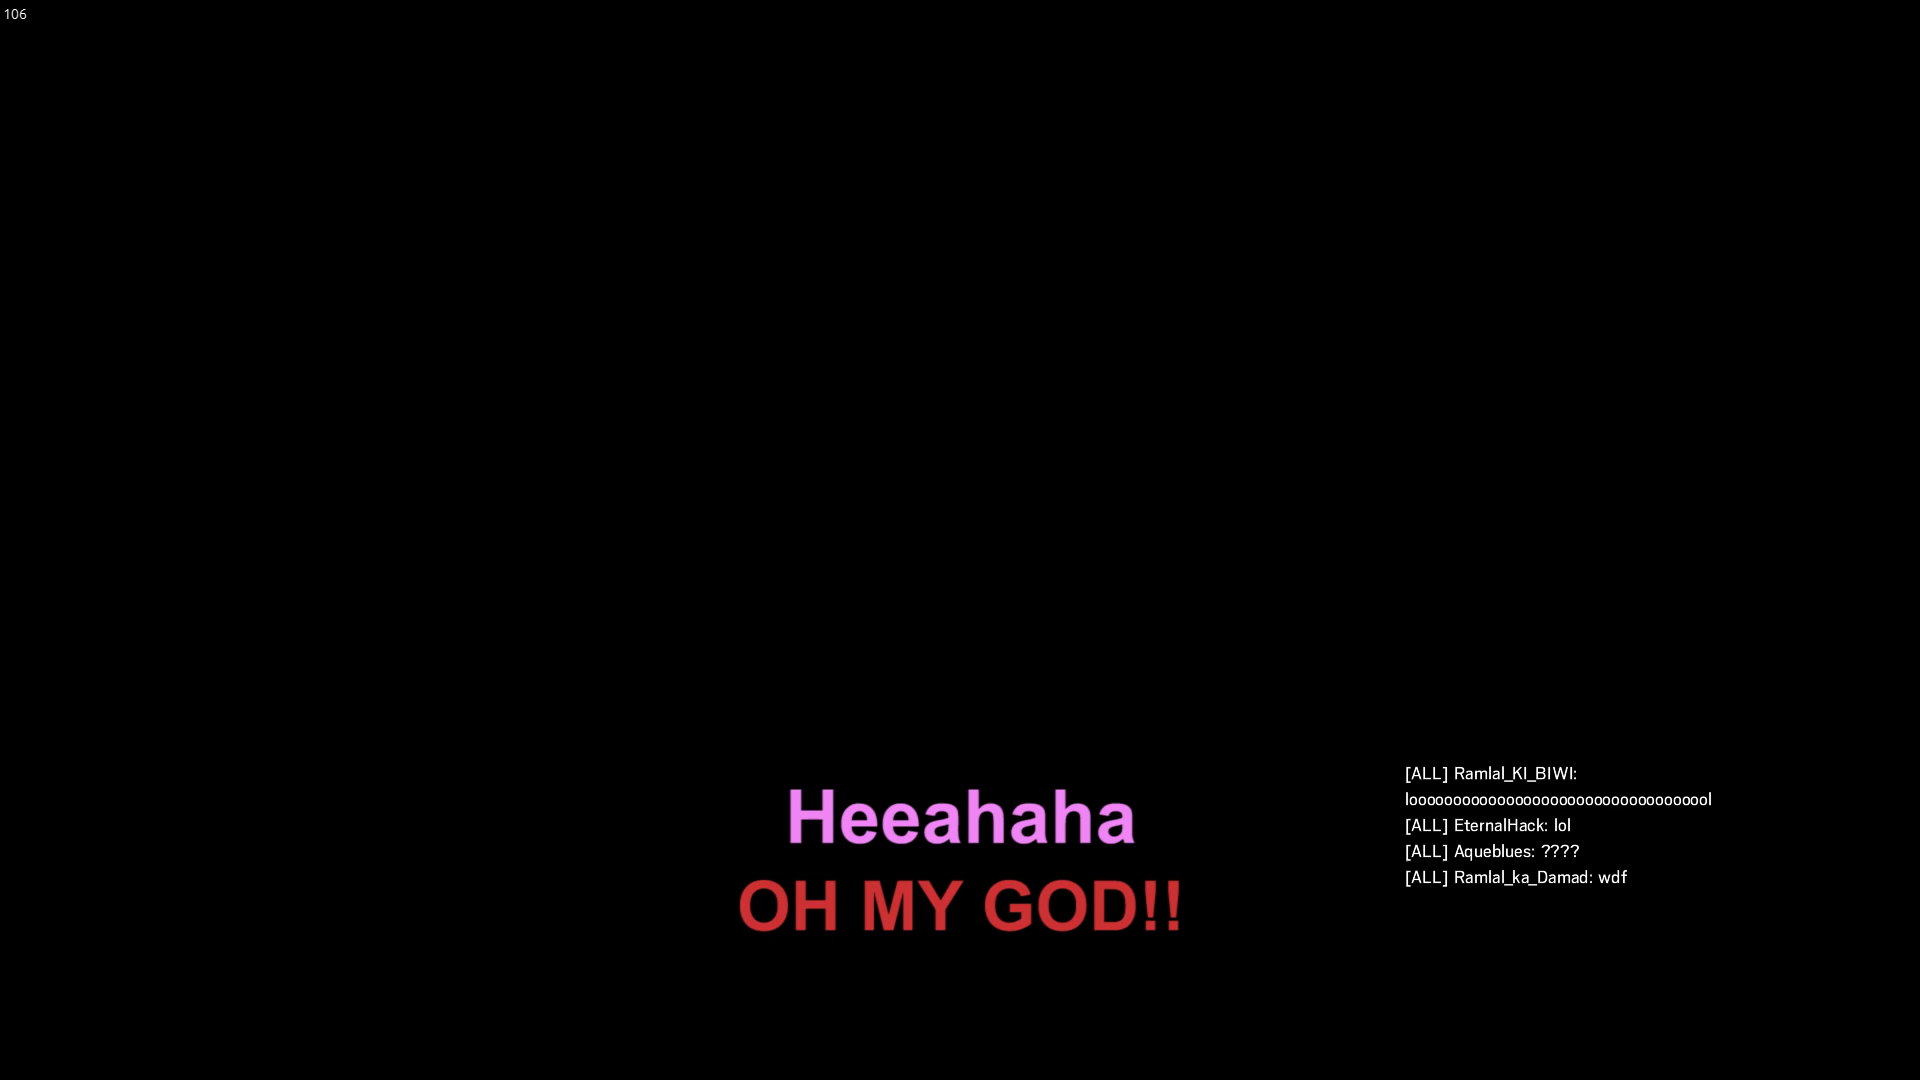 106
Heeahaha
OH MY GOD!!
[ALL] Ramlal_KI_BIWI:
looooooooooooooooooooooooooooooooool
[ALL] EternalHack: lol
[ALL] Aqueblues: ????
[ALL] Ramlal_ka_Damad: wdf